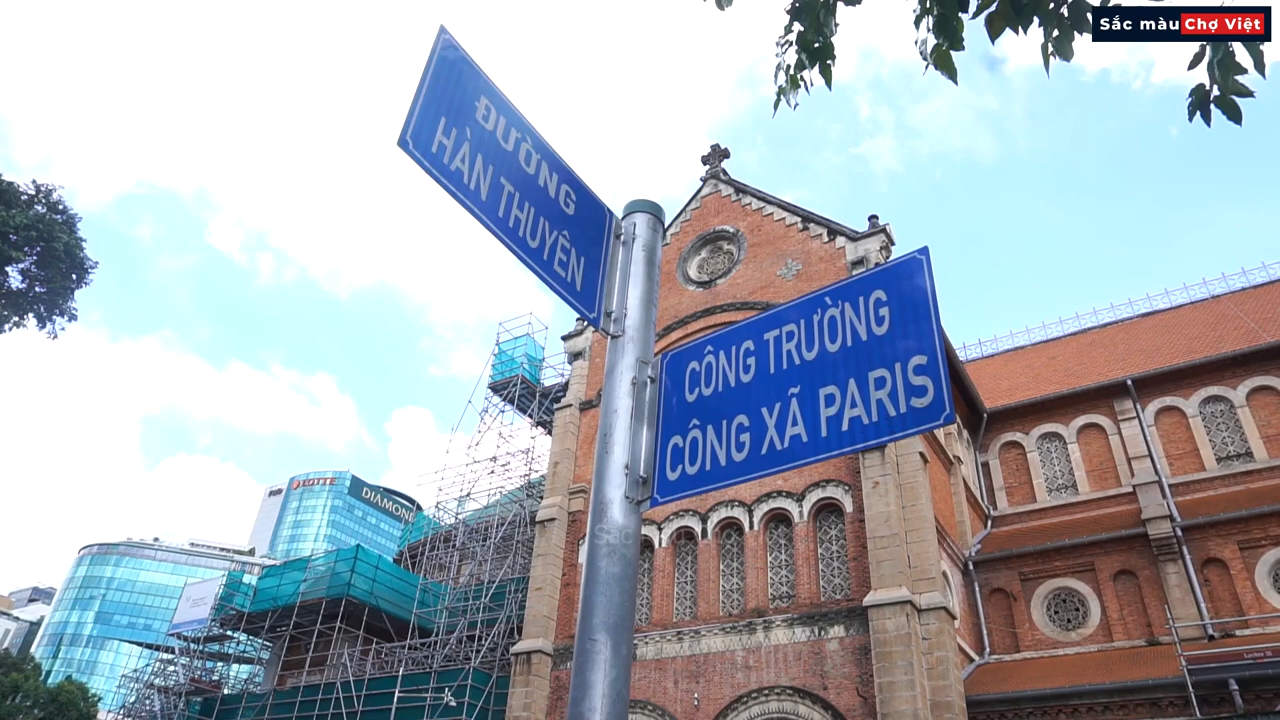 Sắc màu Chợ Việt
ĐƯỜNG
HÀN THUYÊN
CÔNG TRƯỜNG
CÔNG XÃ PARIS
LOTTE
DIAMOND